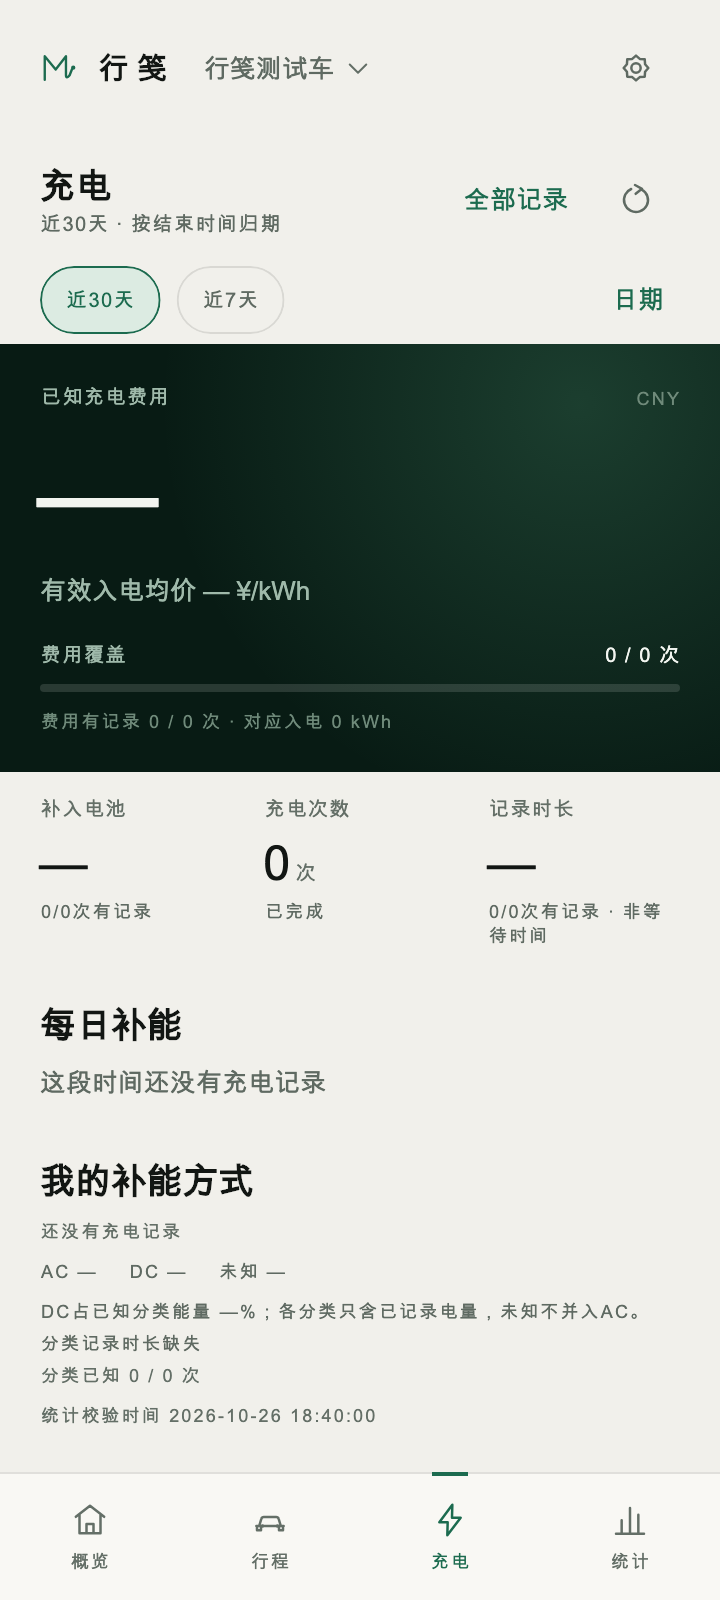 行笺 行笺测试车
充电
近30天 · 按结束时间归期
全部记录
近30天 近7天 日期
已知充电费用 CNY
—
有效入电均价 — ¥/kWh
费用覆盖 0 / 0 次
费用有记录 0 / 0 次 · 对应入电 0 kWh
补入电池 充电次数 记录时长
— 0 次 —
0/0次有记录 已完成 0/0次有记录 · 非等
待时间
每日补能
这段时间还没有充电记录
我的补能方式
还没有充电记录
AC — DC — 未知 —
DC占已知分类能量 —%；各分类只含已记录电量，未知不并入AC。
分类记录时长缺失
分类已知 0 / 0 次
统计校验时间 2026-10-26 18:40:00
概览 行程 充电 统计